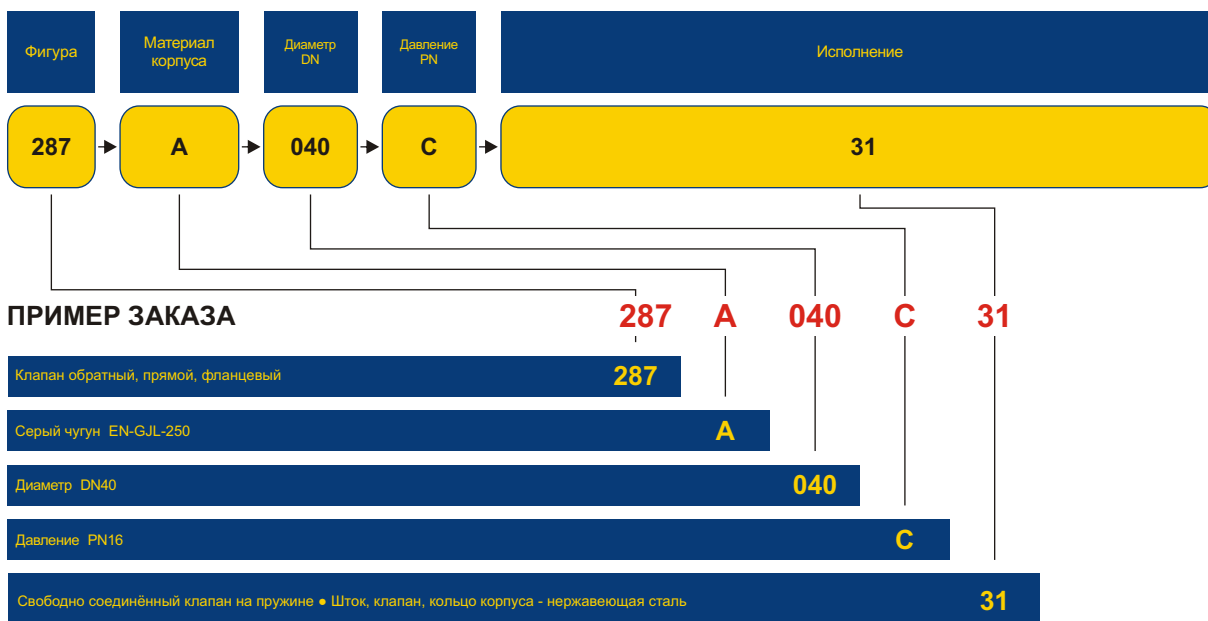 Фигура
Материал
корпуса
Диаметр
DN
Давление
PN
Исполнение
287
A
040
C
31
ПРИМЕР ЗАКАЗА
287 A 040 C 31
Клапан обратный, прямой, фланцевый 287
Серый чугун EN-GJL-250 A
Диаметр DN40 040
Давление PN16 C
Свободно соединённый клапан на пружине ● Шток, клапан, кольцо корпуса - нержавеющая сталь 31